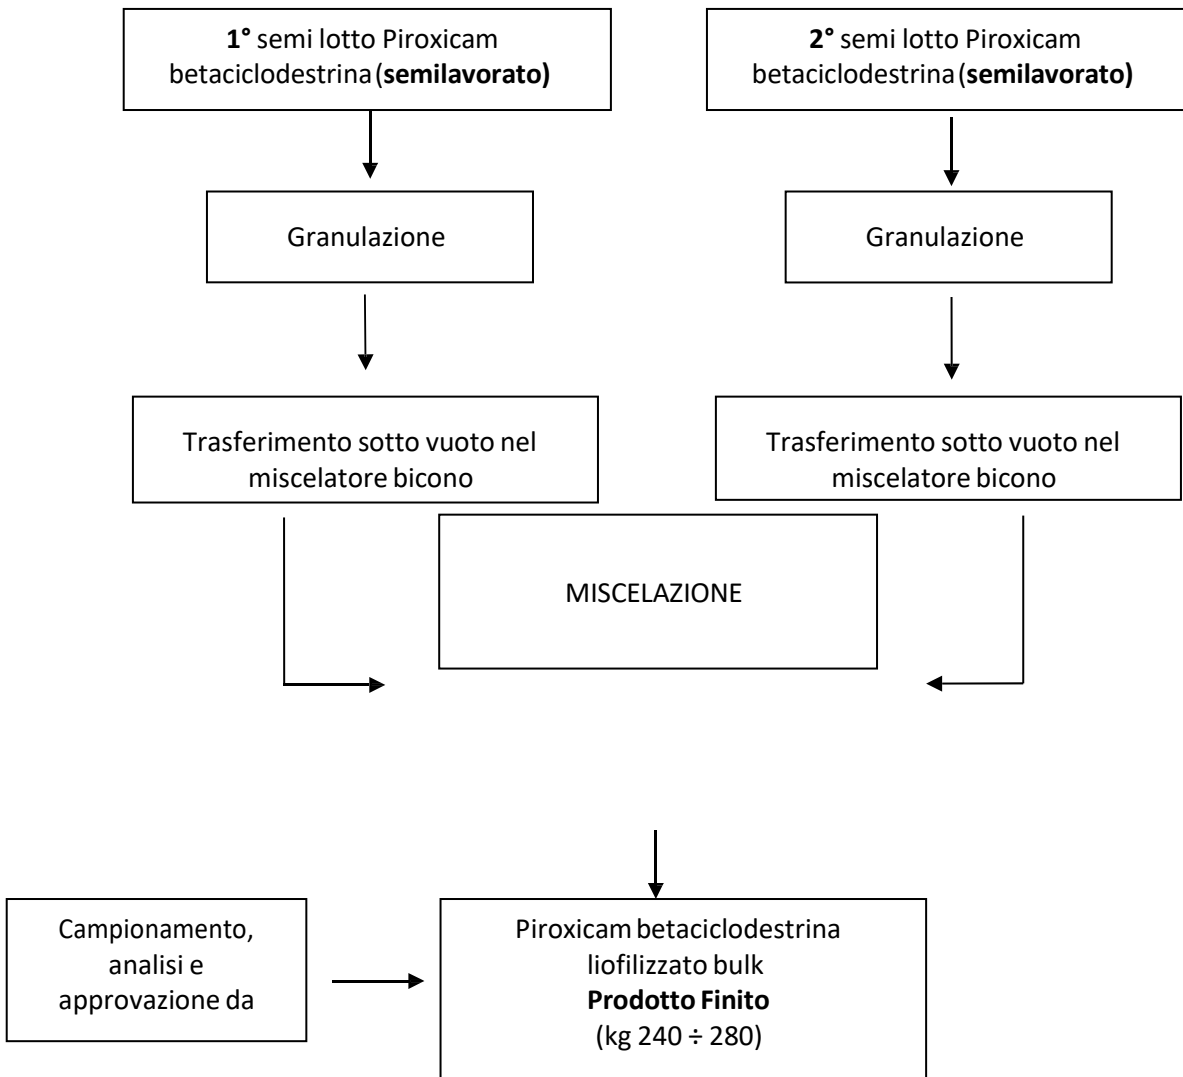 1° semi lotto Piroxicam
betaciclodestrina (semilavorato)
2° semi lotto Piroxicam
betaciclodestrina (semilavorato)
Granulazione
Granulazione
Trasferimento sotto vuoto nel
miscelatore bicono
Trasferimento sotto vuoto nel
miscelatore bicono
MISCELAZIONE
Campionamento,
analisi e
approvazione da
Piroxicam betaciclodestrina
liofilizzato bulk
Prodotto Finito
(kg 240 ÷ 280)